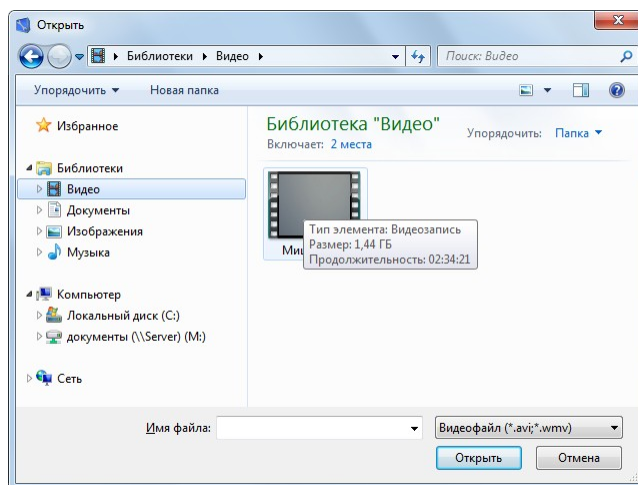 Открыть
Библиотеки Видео
Поиск: Видео
Упорядочить Новая папка
Избранное
Библиотеки
Видео
Документы
Изображения
Музыка
Компьютер
Локальный диск (C:)
документы (\\Server) (M:)
Сеть
Библиотека "Видео"
Включает: 2 места
Упорядочить: Папка
Тип элемента: Видеозапись
Размер: 1,44 ГБ
Продолжительность: 02:34:21
Имя файла:
Видеофайл (*.avi;*.wmv)
Открыть Отмена